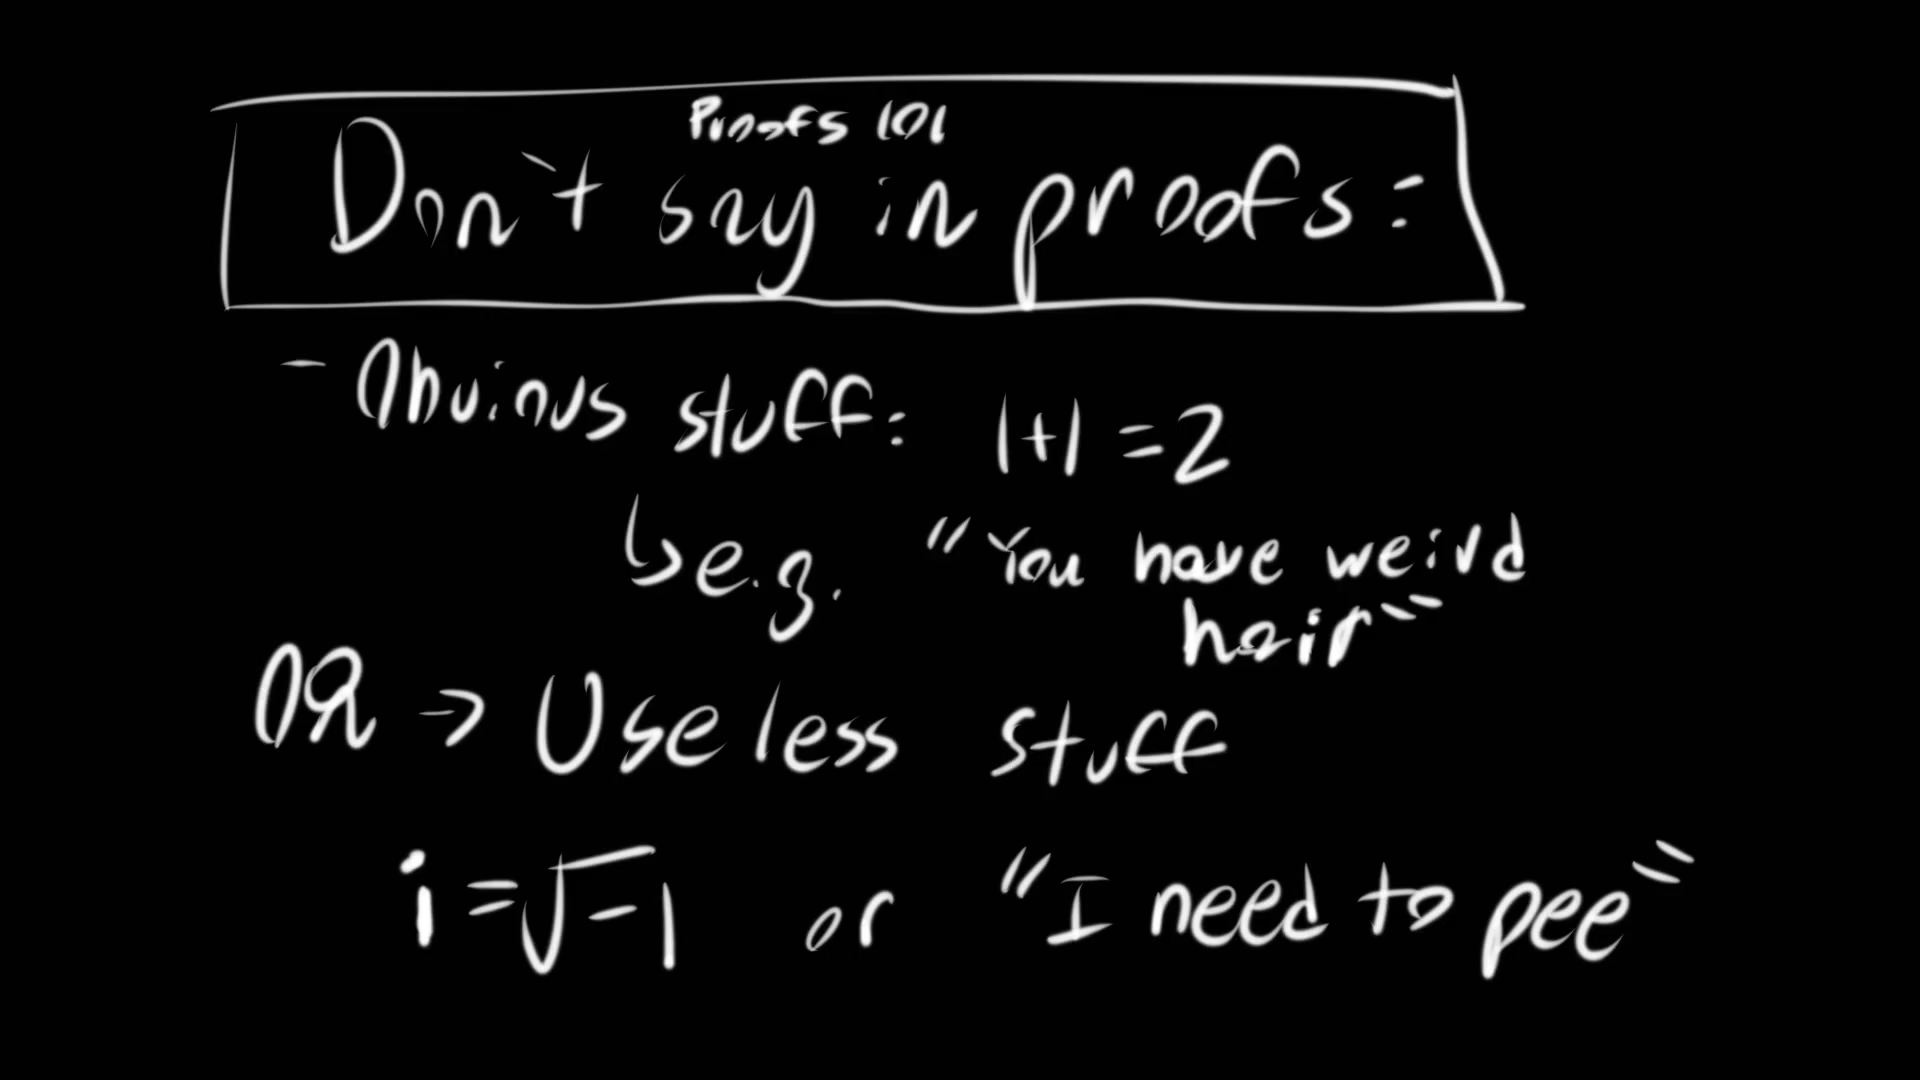 Proofs 101
Don't say in proofs:
- Obvious stuff: 1+1=2
↳ e.g. "You have weird
hair"
OR → Useless stuff
i=√-1 or "I need to pee"